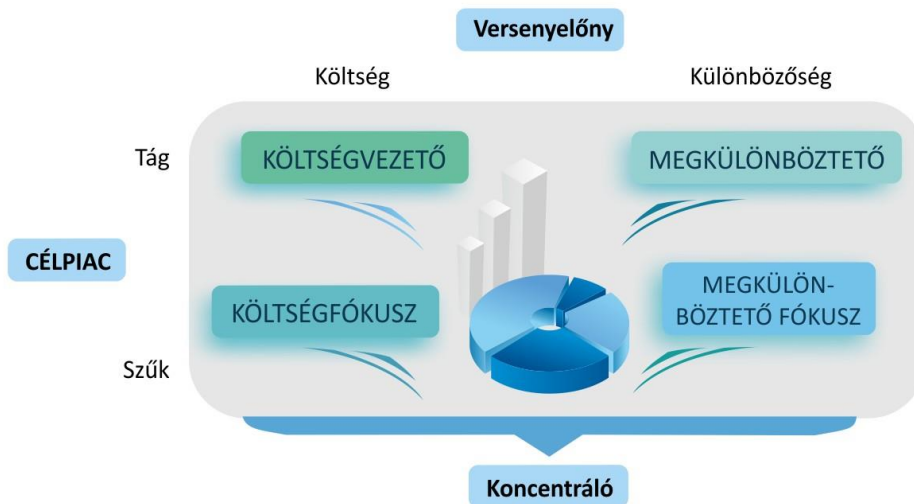 Versenyelőny
Költség
Különbözőség
Tág
KÖLTSÉGVEZETŐ
MEGKÜLÖNBÖZTETŐ
CÉLPIAC
KÖLTSÉGFÓKUSZ
MEGKÜLÖN-
BÖZTETŐ FÓKUSZ
Szűk
Koncentráló